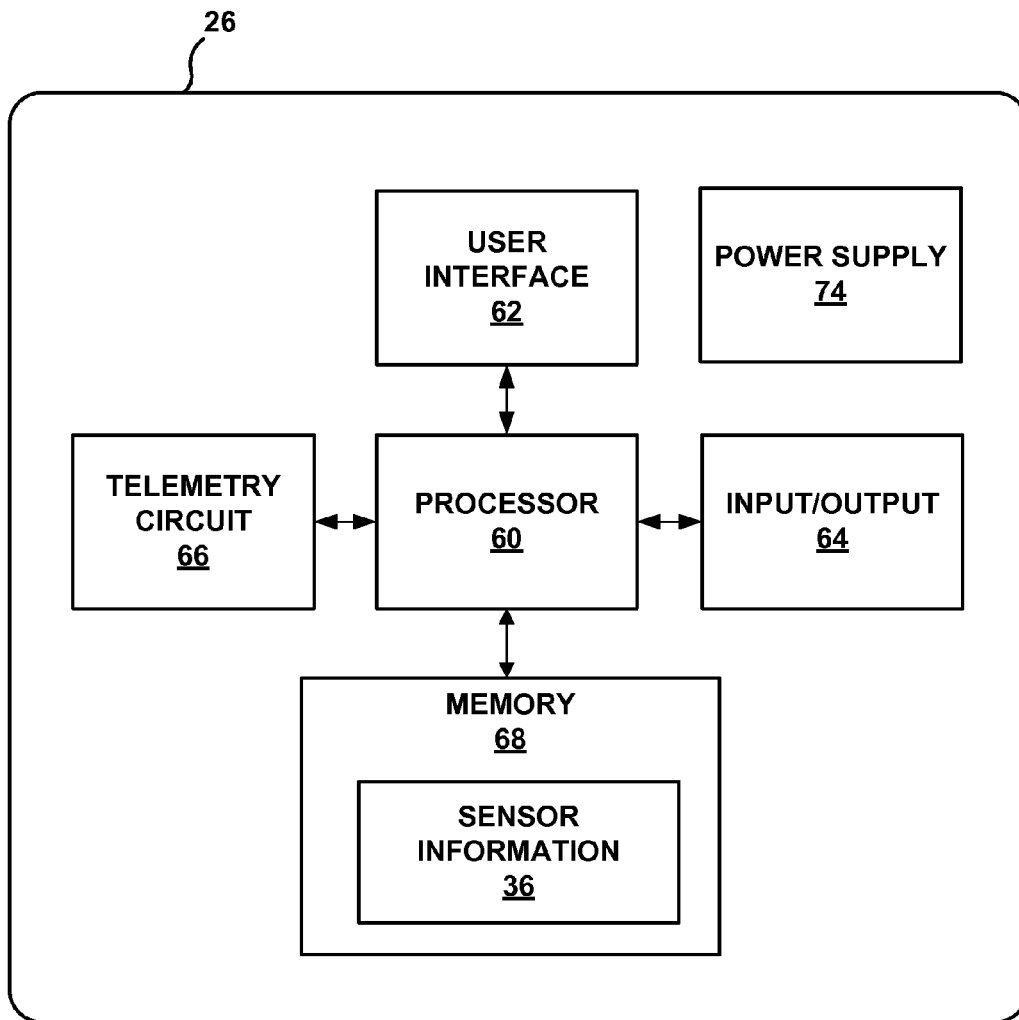 26
USER
INTERFACE
62
POWER SUPPLY
74
TELEMETRY
CIRCUIT
66
PROCESSOR
60
INPUT/OUTPUT
64
MEMORY
68
SENSOR
INFORMATION
36